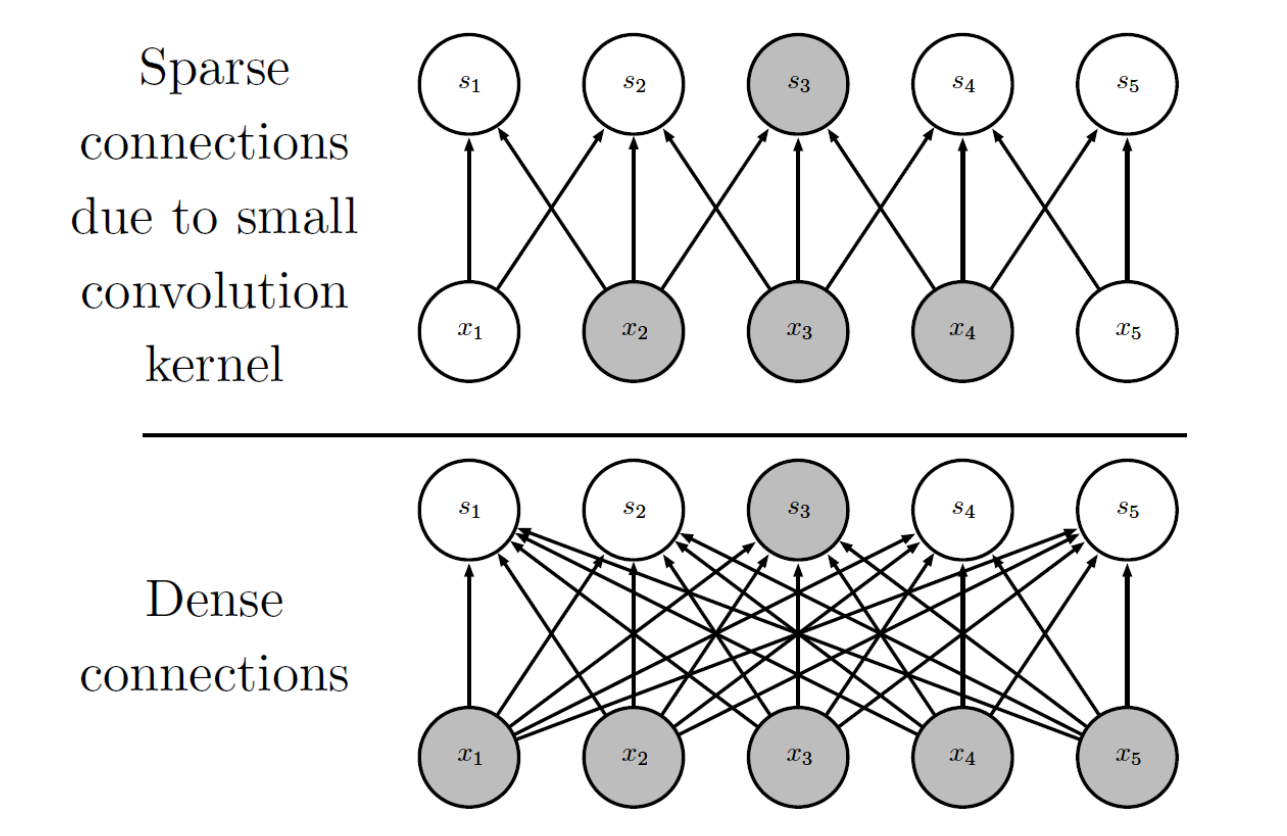 Sparse
connections
due to small
convolution
kernel
s₁ s₂ s₃ s₄ s₅
x₁ x₂ x₃ x₄ x₅
Dense
connections
s₁ s₂ s₃ s₄ s₅
x₁ x₂ x₃ x₄ x₅